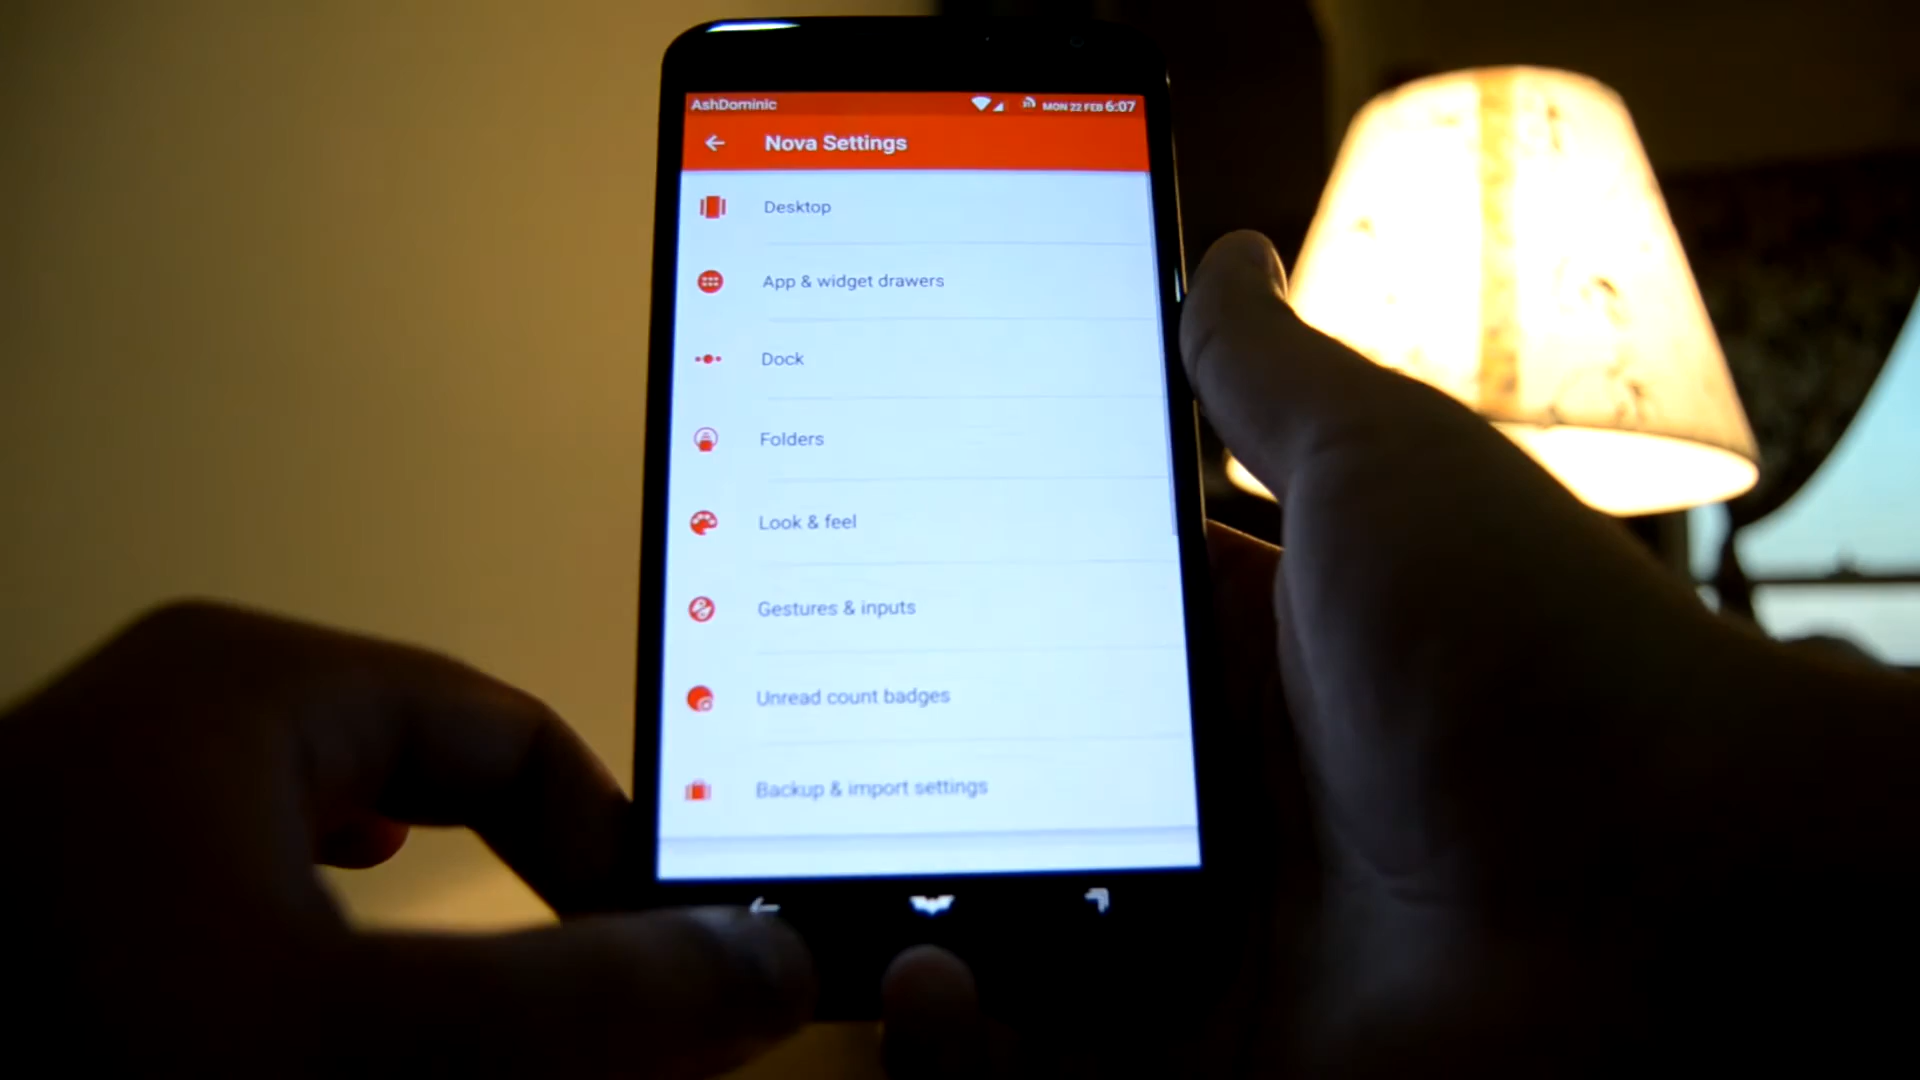 AshDominic
MON 22 FEB 6:07
Nova Settings
Desktop
App & widget drawers
Dock
Folders
Look & feel
Gestures & inputs
Unread count badges
Backup & import settings